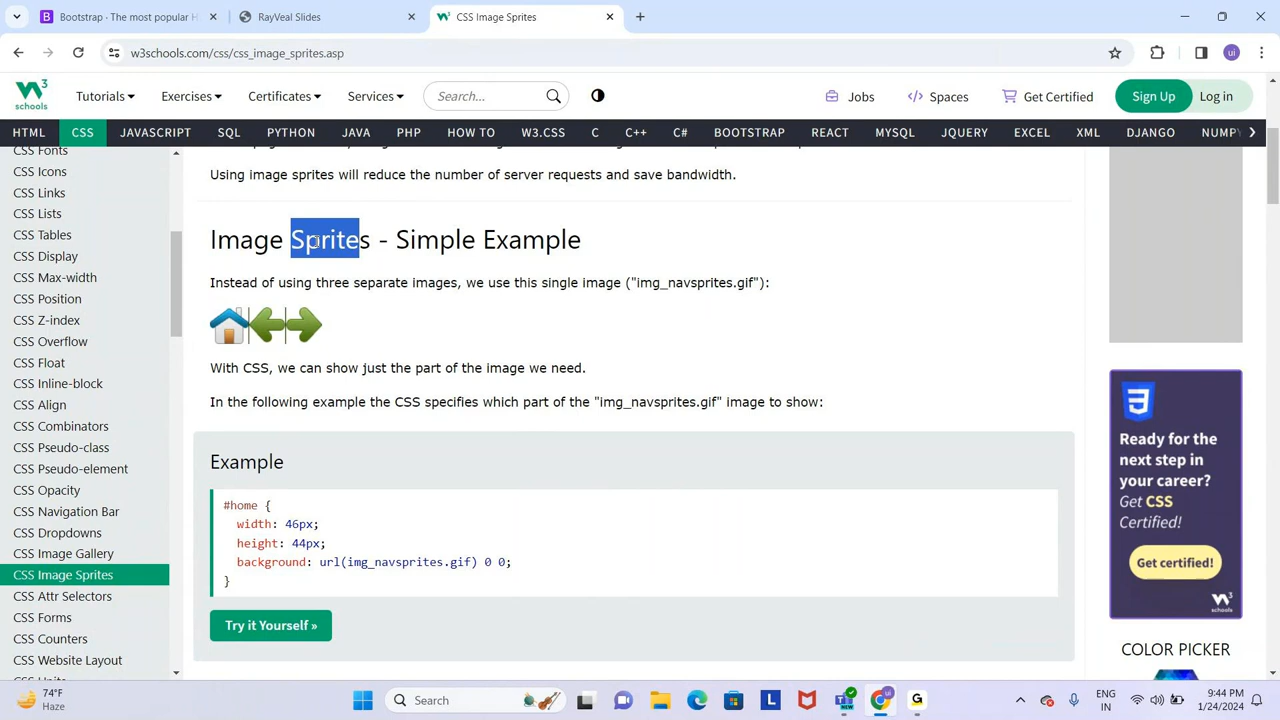 Bootstrap · The most popular H
RayVeal Slides
CSS Image Sprites
w3schools.com/css/css_image_sprites.asp
ui
W3 schools
Tutorials
Exercises
Certificates
Services
Search...
Jobs
Spaces
Get Certified
Sign Up
Log in
HTML
CSS
JAVASCRIPT
SQL
PYTHON
JAVA
PHP
HOW TO
W3.CSS
C
C++
C#
BOOTSTRAP
REACT
MYSQL
JQUERY
EXCEL
XML
DJANGO
NUMPY
CSS Fonts
CSS Icons
CSS Links
CSS Lists
CSS Tables
CSS Display
CSS Max-width
CSS Position
CSS Z-index
CSS Overflow
CSS Float
CSS Inline-block
CSS Align
CSS Combinators
CSS Pseudo-class
CSS Pseudo-element
CSS Opacity
CSS Navigation Bar
CSS Dropdowns
CSS Image Gallery
CSS Image Sprites
CSS Attr Selectors
CSS Forms
CSS Counters
CSS Website Layout
Using image sprites will reduce the number of server requests and save bandwidth.
Image Sprites - Simple Example
Instead of using three separate images, we use this single image ("img_navsprites.gif"):
With CSS, we can show just the part of the image we need.
In the following example the CSS specifies which part of the "img_navsprites.gif" image to show:
Example
#home {
width: 46px;
height: 44px;
background: url(img_navsprites.gif) 0 0;
}
Try it Yourself »
3
Ready for the
next step in
your career?
Get CSS
Certified!
Get certified!
W3 schools
COLOR PICKER
74°F
Haze
Search
NEW
L
G
ENG
IN
9:44 PM
1/24/2024